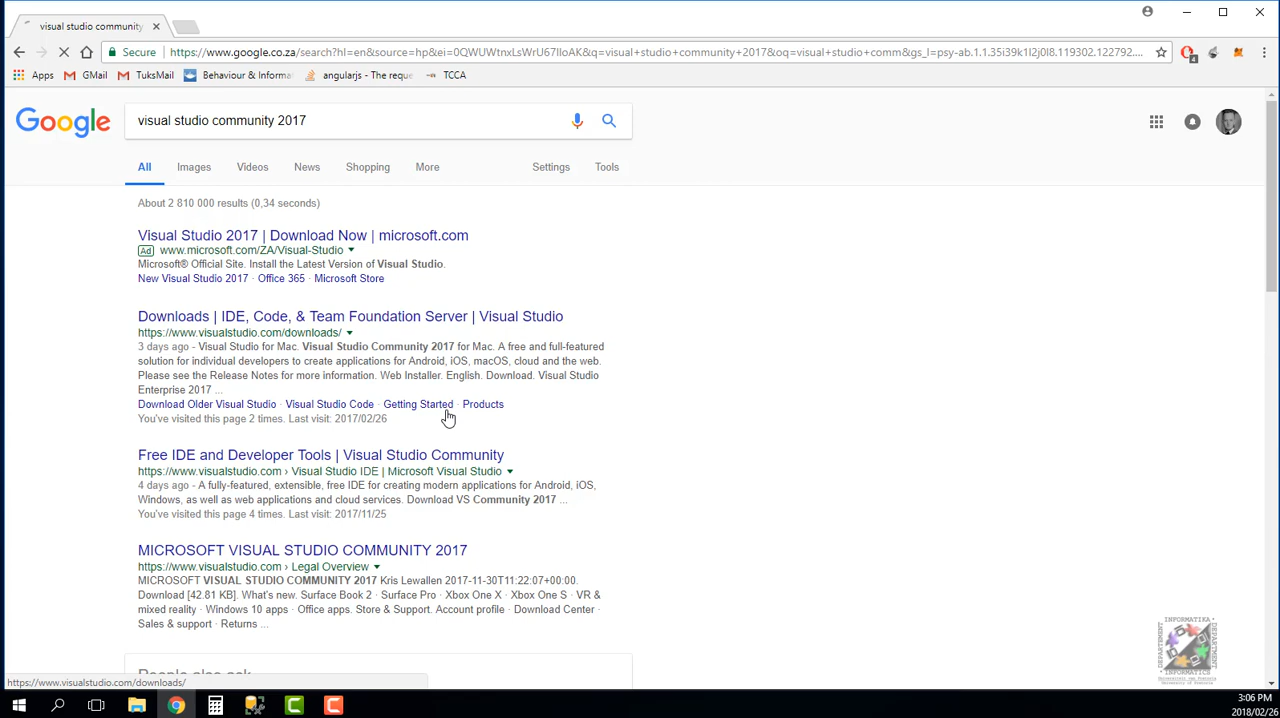 visual studio community
Secure https://www.google.co.za/search?hl=en&source=hp&ei=0QWUWtnxLsWrU67IloAK&q=visual+studio+community+2017&oq=visual+studio+comm&gs_l=psy-ab.1.1.35i39k1l2j0l8.119302.122792....
4
Apps GMail TuksMail Behaviour & Informat angularjs - The reque TCCA
Google
visual studio community 2017
All Images Videos News Shopping More Settings Tools
About 2 810 000 results (0,34 seconds)
Visual Studio 2017 | Download Now | microsoft.com
Ad www.microsoft.com/ZA/Visual-Studio
Microsoft® Official Site. Install the Latest Version of Visual Studio.
New Visual Studio 2017 · Office 365 · Microsoft Store
Downloads | IDE, Code, & Team Foundation Server | Visual Studio
https://www.visualstudio.com/downloads/
3 days ago - Visual Studio for Mac. Visual Studio Community 2017 for Mac. A free and full-featured
solution for individual developers to create applications for Android, iOS, macOS, cloud and the web.
Please see the Release Notes for more information. Web Installer. English. Download. Visual Studio
Enterprise 2017 ...
Download Older Visual Studio · Visual Studio Code · Getting Started · Products
You've visited this page 2 times. Last visit: 2017/02/26
Free IDE and Developer Tools | Visual Studio Community
https://www.visualstudio.com › Visual Studio IDE | Microsoft Visual Studio
4 days ago - A fully-featured, extensible, free IDE for creating modern applications for Android, iOS,
Windows, as well as web applications and cloud services. Download VS Community 2017 ...
You've visited this page 4 times. Last visit: 2017/11/25
MICROSOFT VISUAL STUDIO COMMUNITY 2017
https://www.visualstudio.com › Legal Overview
MICROSOFT VISUAL STUDIO COMMUNITY 2017 Kris Lewallen 2017-11-30T11:22:07+00:00.
Download [42.81 KB]. What's new. Surface Book 2 · Surface Pro · Xbox One X · Xbox One S · VR &
mixed reality · Windows 10 apps · Office apps. Store & Support. Account profile · Download Center ·
Sales & support · Returns ...
People also ask
https://www.visualstudio.com/downloads/
INFORMATIKA
3:06 PM
2018/02/26